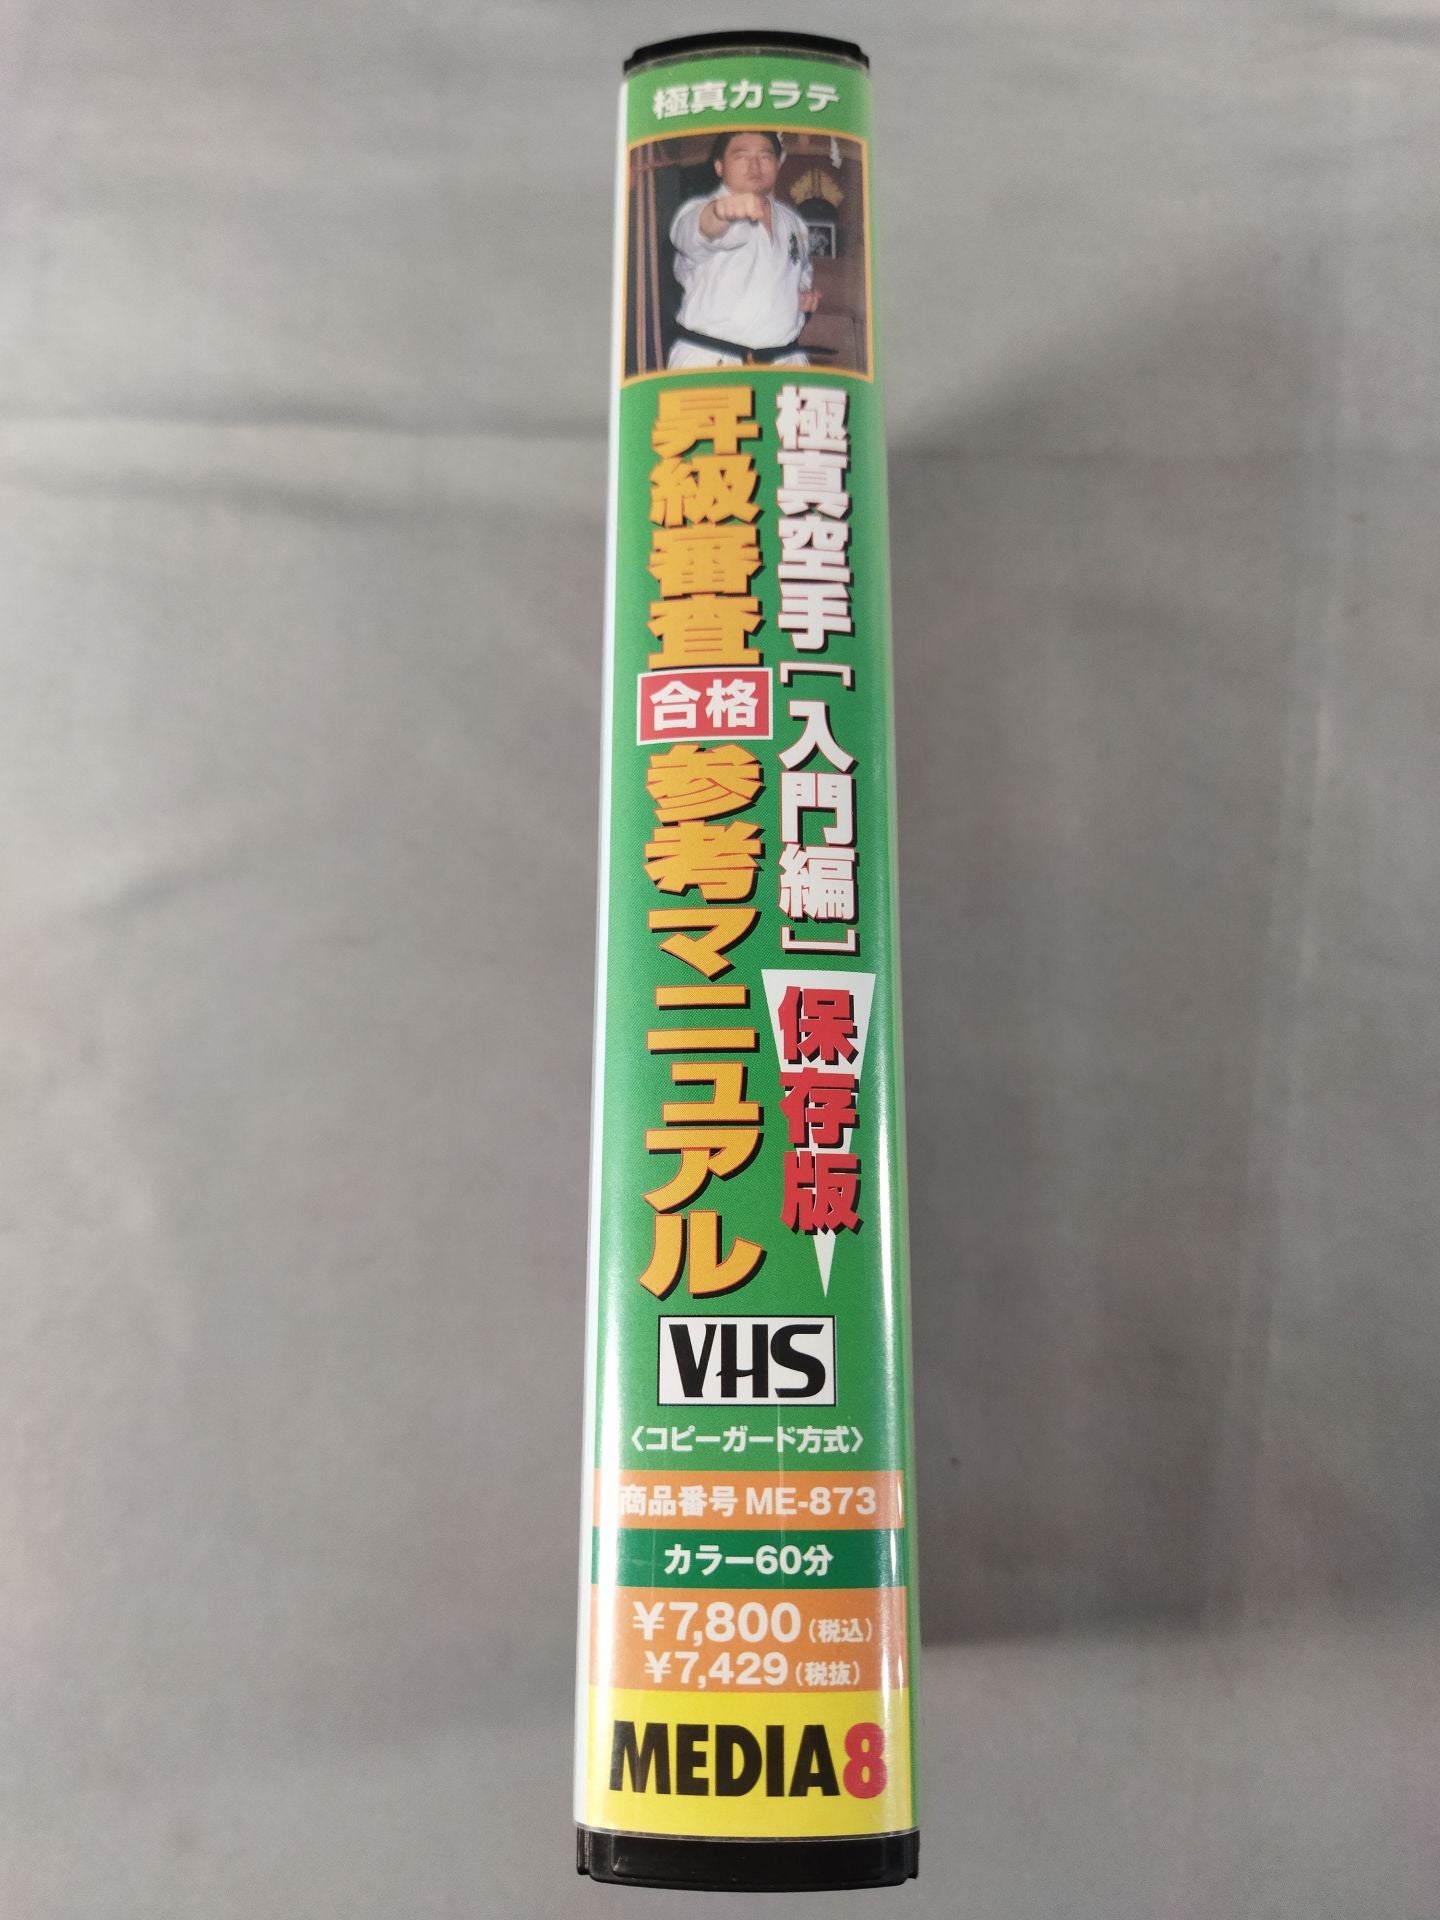 極真カラテ
極真空手[入門編]保存版
昇級審査合格参考マニュアル
VHS
〈コピーガード方式〉
商品番号 ME-873
カラー60分
¥7,800(税込)
¥7,429(税抜)
MEDIA8